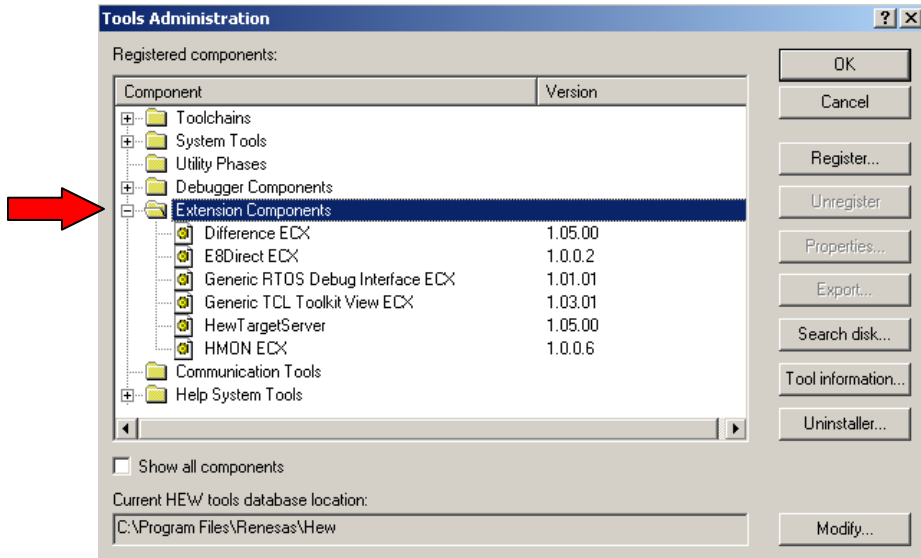 Tools Administration
Registered components:
Component Version
Toolchains
System Tools
Utility Phases
Debugger Components
Extension Components
Difference ECX 1.05.00
E8Direct ECX 1.0.0.2
Generic RTOS Debug Interface ECX 1.01.01
Generic TCL Toolkit View ECX 1.03.01
HewTargetServer 1.05.00
HMON ECX 1.0.0.6
Communication Tools
Help System Tools
Show all components
Current HEW tools database location:
C:\Program Files\Renesas\Hew
OK
Cancel
Register...
Unregister
Properties...
Export...
Search disk...
Tool information...
Uninstaller...
Modify...